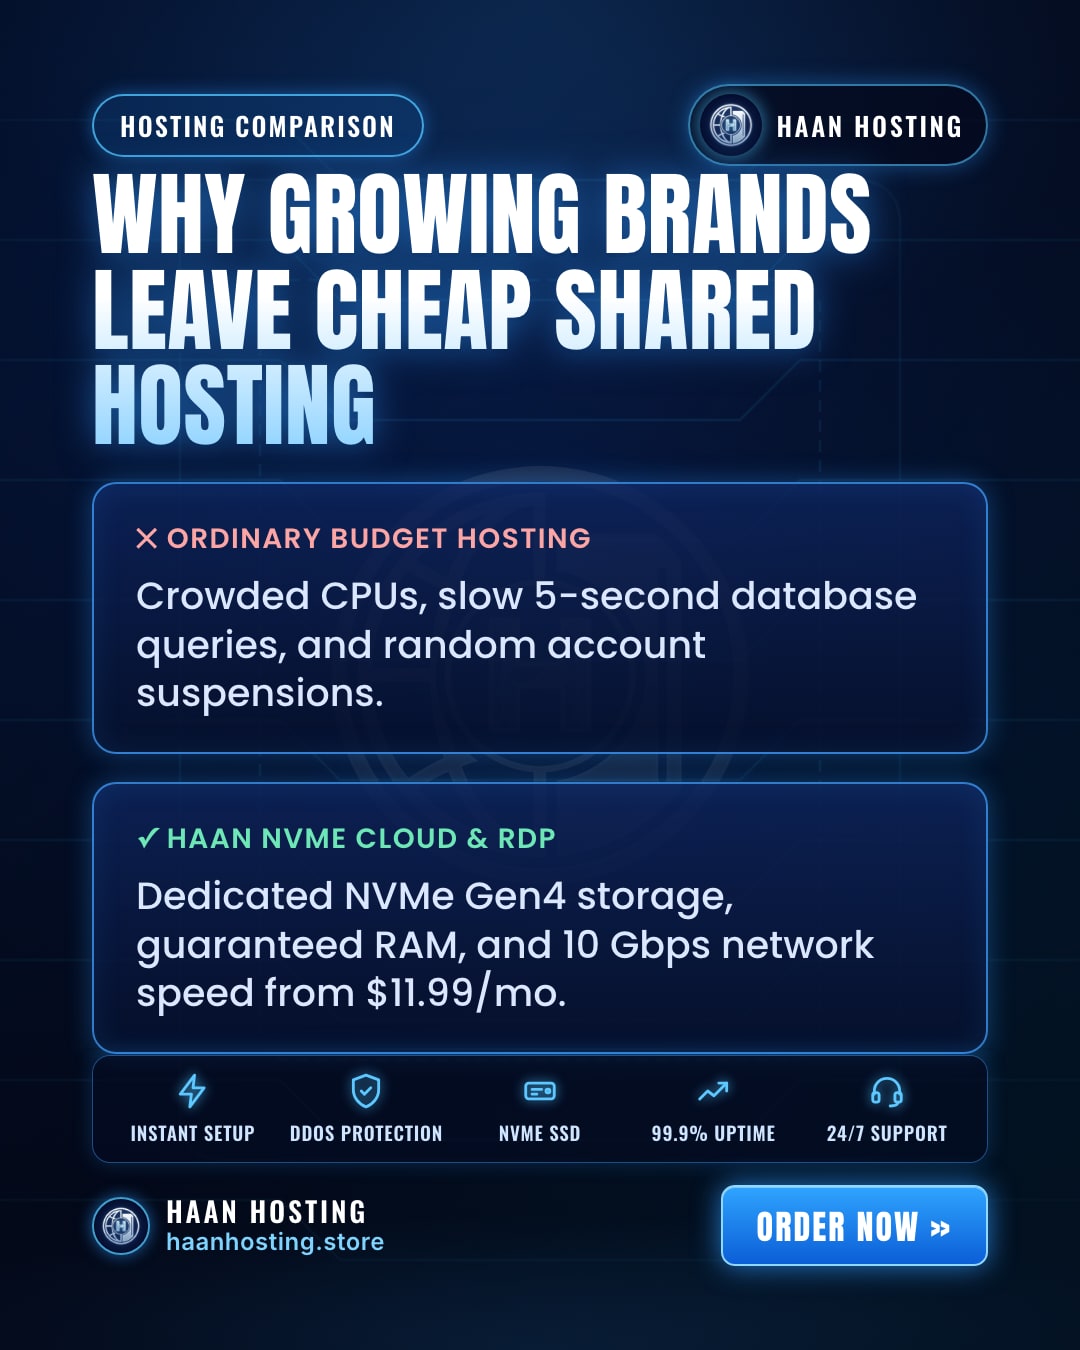 HOSTING COMPARISON
HAAN HOSTING
WHY GROWING BRANDS
LEAVE CHEAP SHARED
HOSTING
✕ ORDINARY BUDGET HOSTING
Crowded CPUs, slow 5-second database
queries, and random account
suspensions.
✓ HAAN NVME CLOUD & RDP
Dedicated NVMe Gen4 storage,
guaranteed RAM, and 10 Gbps network
speed from $11.99/mo.
INSTANT SETUP
DDOS PROTECTION
NVME SSD
99.9% UPTIME
24/7 SUPPORT
HAAN HOSTING
haanhosting.store
ORDER NOW »